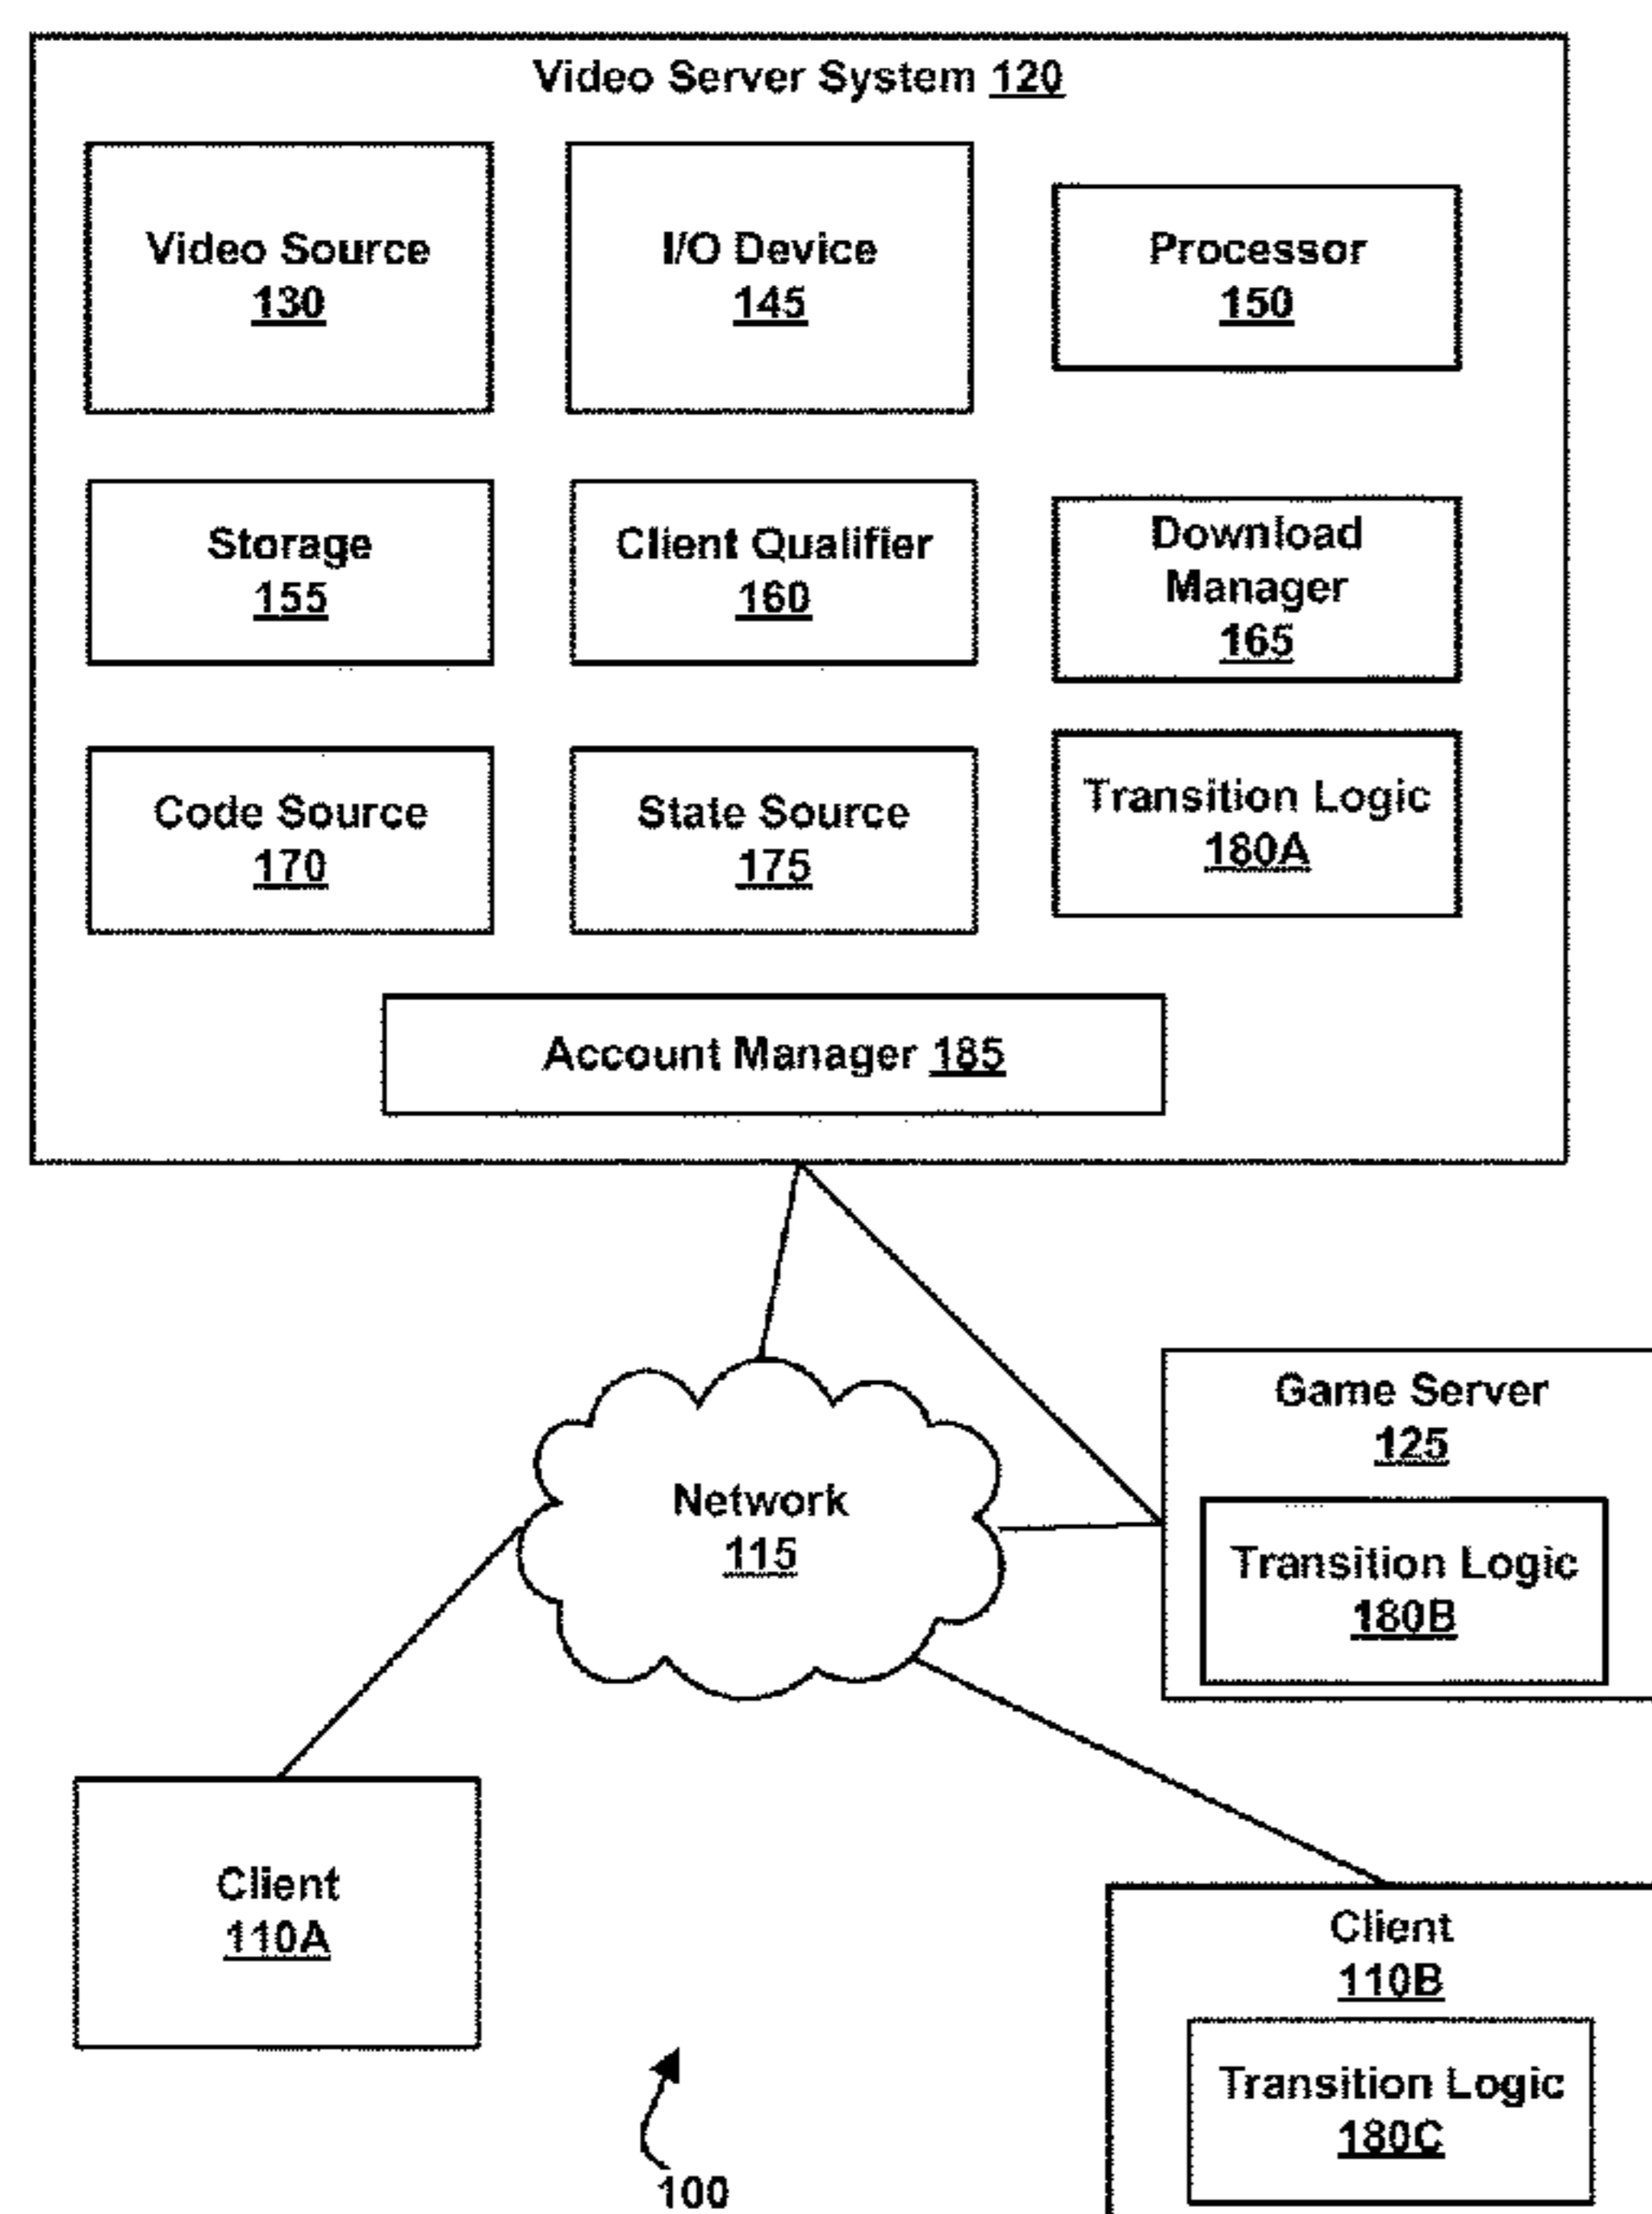 Video Server System 120
Video Source
130
I/O Device
145
Processor
150
Storage
155
Client Qualifier
160
Download
Manager
165
Code Source
170
State Source
175
Transition Logic
180A
Account Manager 185
Network
115
Game Server
125
Transition Logic
180B
Client
110A
Client
110B
Transition Logic
180C
100